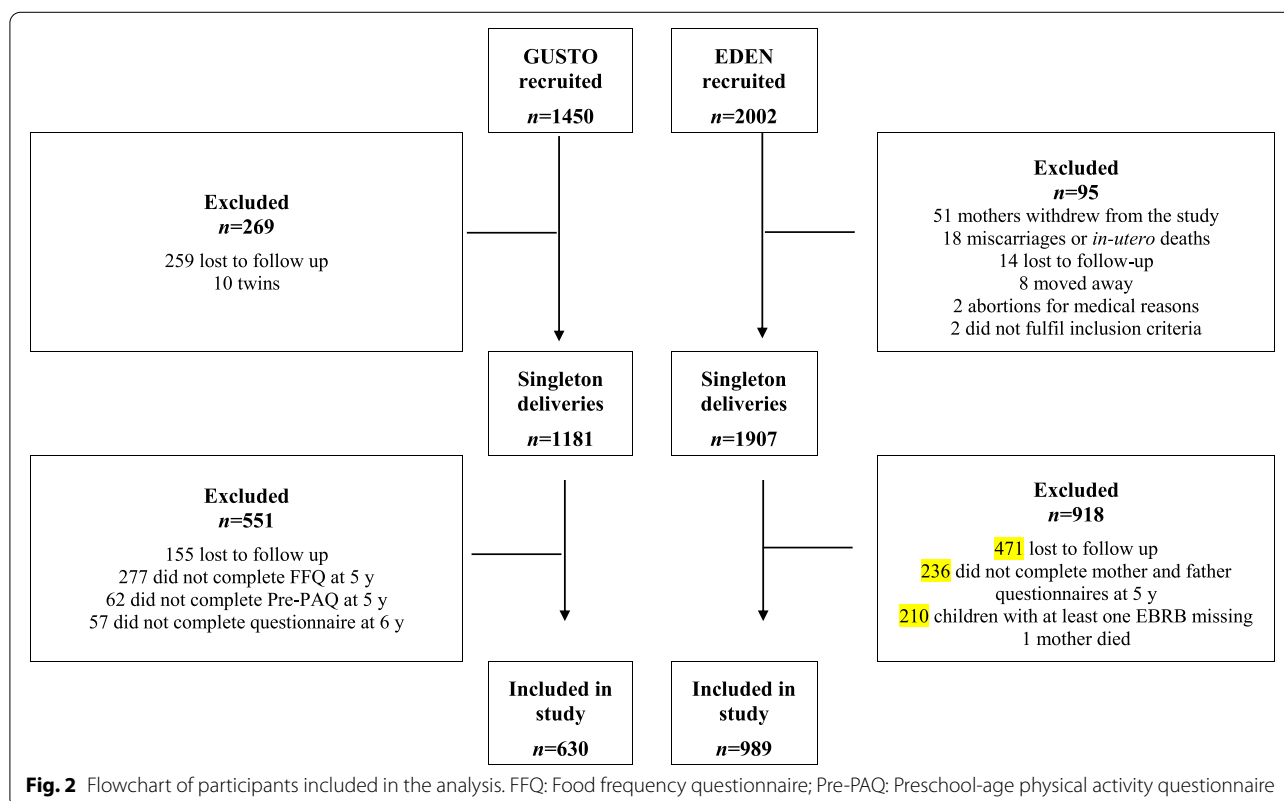 GUSTO
recruited
n=1450
EDEN
recruited
n=2002
Excluded
n=269
259 lost to follow up
10 twins
Excluded
n=95
51 mothers withdrew from the study
18 miscarriages or in-utero deaths
14 lost to follow-up
8 moved away
2 abortions for medical reasons
2 did not fulfil inclusion criteria
Singleton
deliveries
n=1181
Singleton
deliveries
n=1907
Excluded
n=551
155 lost to follow up
277 did not complete FFQ at 5 y
62 did not complete Pre-PAQ at 5 y
57 did not complete questionnaire at 6 y
Excluded
n=918
471 lost to follow up
236 did not complete mother and father
questionnaires at 5 y
210 children with at least one EBRB missing
1 mother died
Included in
study
n=630
Included in
study
n=989
Fig. 2 Flowchart of participants included in the analysis. FFQ: Food frequency questionnaire; Pre-PAQ: Preschool-age physical activity questionnaire